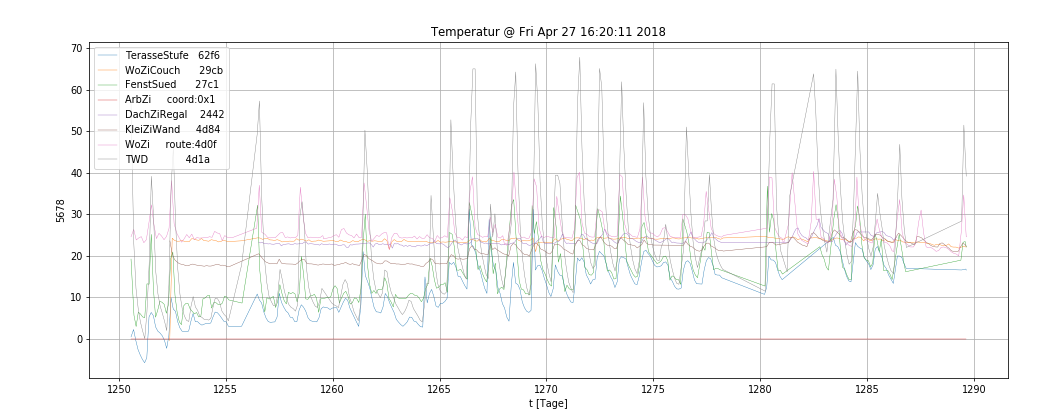 Temperatur @ Fri Apr 27 16:20:11 2018
70
60
50
40
30
20
10
0
5678
TerasseStufe 62f6
WoZiCouch 29cb
FenstSued 27c1
ArbZi coord:0x1
DachZiRegal 2442
KleiZiWand 4d84
WoZi route:4d0f
TWD 4d1a
1250 1255 1260 1265 1270 1275 1280 1285 1290
t [Tage]